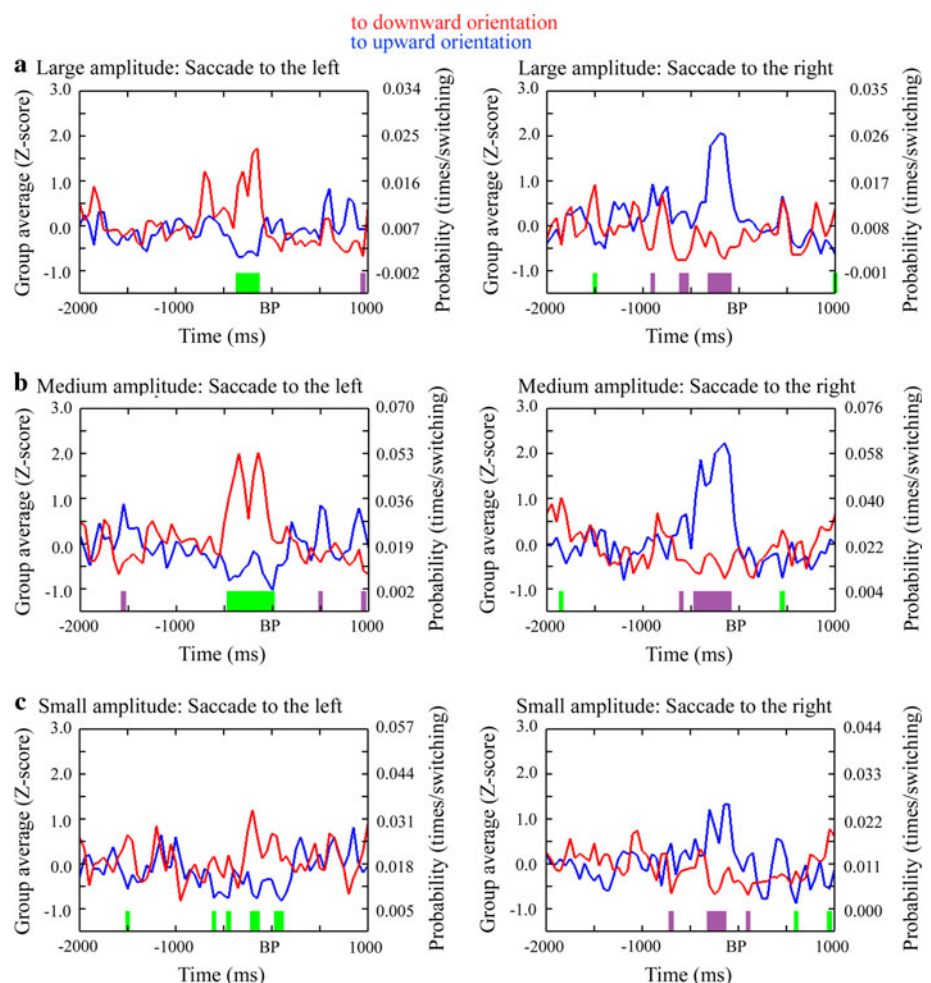 to downward orientation
to upward orientation
a Large amplitude: Saccade to the left
Group average (Z-score)
3.0
2.0
1.0
0.0
-1.0
0.034
0.025
0.016
0.007
-0.002
Probability (times/switching)
-2000 -1000 BP 1000
Time (ms)
Large amplitude: Saccade to the right
Group average (Z-score)
3.0
2.0
1.0
0.0
-1.0
0.035
0.026
0.017
0.008
-0.001
Probability (times/switching)
-2000 -1000 BP 1000
Time (ms)
b Medium amplitude: Saccade to the left
Group average (Z-score)
3.0
2.0
1.0
0.0
-1.0
0.070
0.053
0.036
0.019
0.002
Probability (times/switching)
-2000 -1000 BP 1000
Time (ms)
Medium amplitude: Saccade to the right
Group average (Z-score)
3.0
2.0
1.0
0.0
-1.0
0.076
0.058
0.040
0.022
0.004
Probability (times/switching)
-2000 -1000 BP 1000
Time (ms)
c Small amplitude: Saccade to the left
Group average (Z-score)
3.0
2.0
1.0
0.0
-1.0
0.057
0.044
0.031
0.018
0.005
Probability (times/switching)
-2000 -1000 BP 1000
Time (ms)
Small amplitude: Saccade to the right
Group average (Z-score)
3.0
2.0
1.0
0.0
-1.0
0.044
0.033
0.022
0.011
0.000
Probability (times/switching)
-2000 -1000 BP 1000
Time (ms)